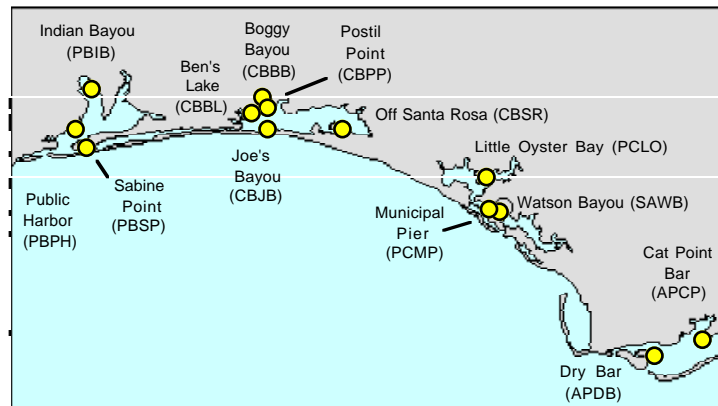 Indian Bayou
(PBIB)
Boggy
Bayou
(CBBB)
Postil
Point
(CBPP)
Ben's
Lake
(CBBL)
Off Santa Rosa (CBSR)
Little Oyster Bay (PCLO)
Joe's
Bayou
(CBJB)
Public
Harbor
(PBPH)
Sabine
Point
(PBSP)
Watson Bayou (SAWB)
Municipal
Pier
(PCMP)
Cat Point
Bar
(APCP)
Dry Bar
(APDB)